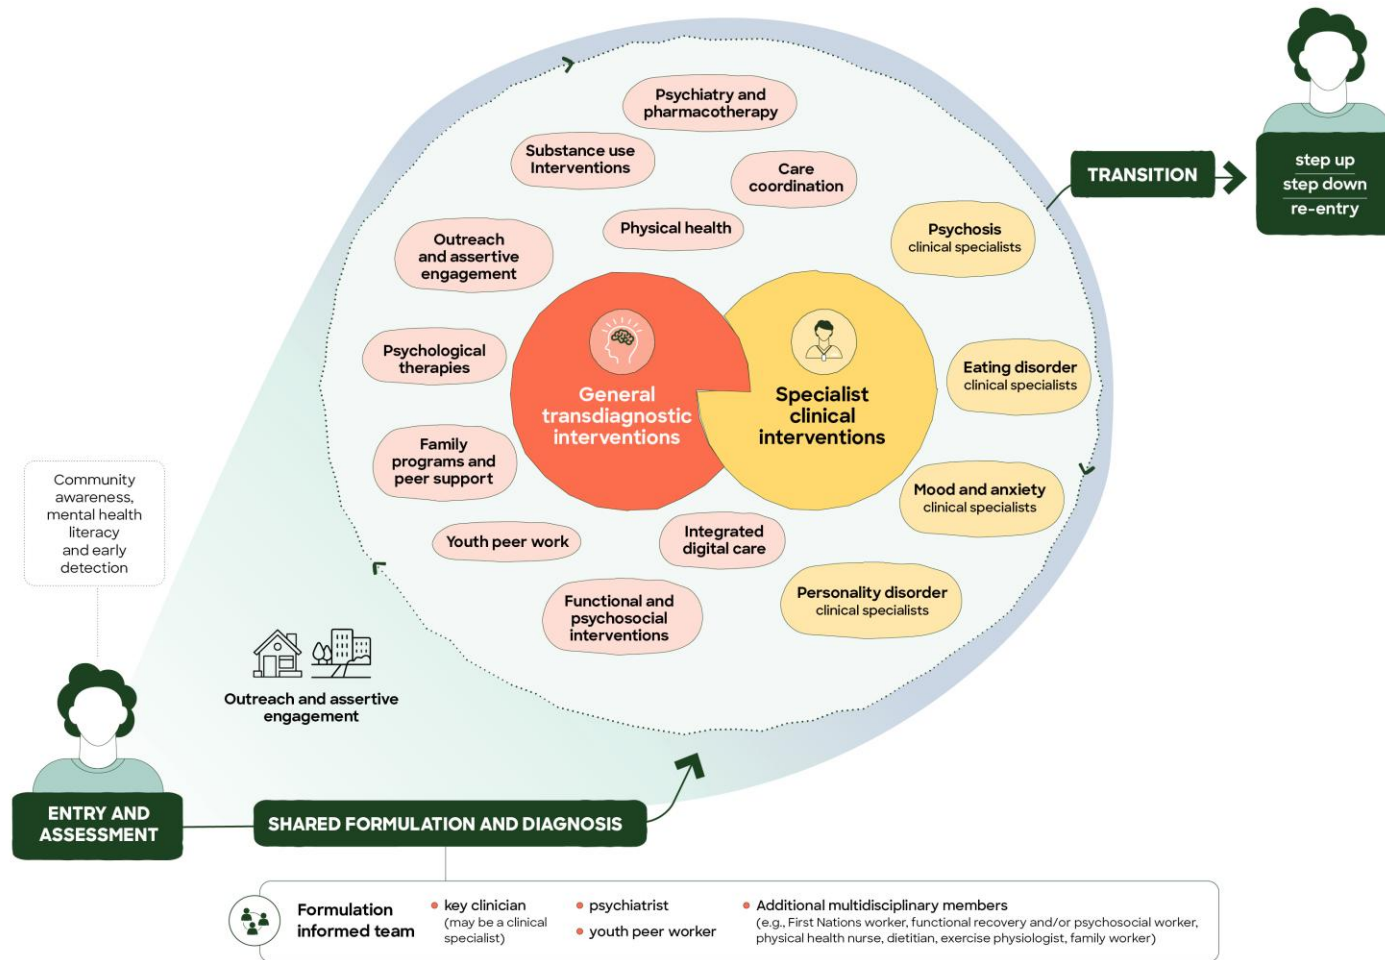 Psychiatry and
pharmacotherapy
Substance use
Interventions
Care
coordination
Physical health
Outreach
and assertive
engagement
Psychological
therapies
Family
programs and
peer support
Youth peer work
Integrated
digital care
Functional and
psychosocial
interventions
General
transdiagnostic
interventions
Specialist
clinical
interventions
Psychosis
clinical specialists
Eating disorder
clinical specialists
Mood and anxiety
clinical specialists
Personality disorder
clinical specialists
TRANSITION
step up
step down
re-entry
Community
awareness,
mental health
literacy
and early
detection
Outreach and assertive
engagement
ENTRY AND
ASSESSMENT
SHARED FORMULATION AND DIAGNOSIS
Formulation
informed team
key clinician
(may be a clinical
specialist)
psychiatrist
youth peer worker
Additional multidisciplinary members
(e.g., First Nations worker, functional recovery and/or psychosocial worker,
physical health nurse, dietitian, exercise physiologist, family worker)